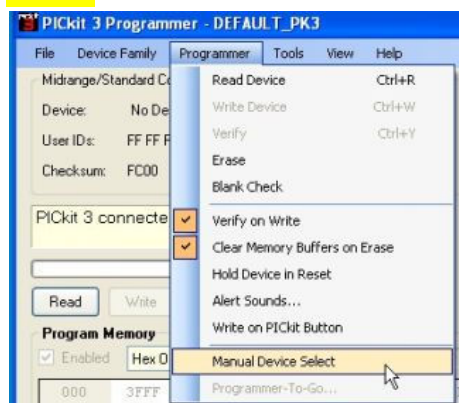 PICkit 3 Programmer - DEFAULT_PK3
File Device Family Programmer Tools View Help
Midrange/Standard
Device: No
User IDs: FF FF
Checksum: FC00
PICkit 3
Read Write
Program Memory
Enabled Hex
000 3FFF
Read Device Ctrl+R
Write Device Ctrl+W
Verify Ctrl+Y
Erase
Blank Check
Verify on Write
Clear Memory Buffers on Erase
Hold Device in Reset
Alert Sounds...
Write on PICkit Button
Manual Device Select
Programmer-To-Go...